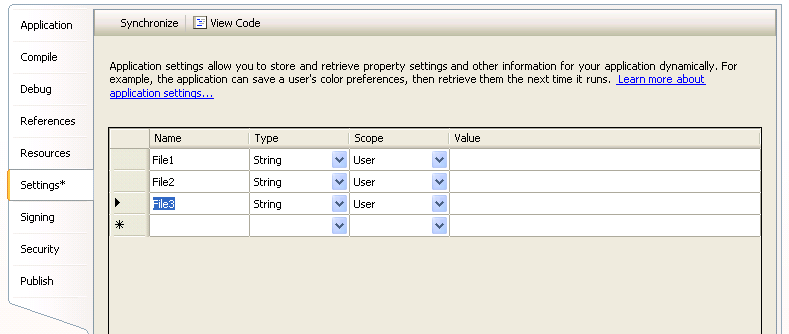 Application
Compile
Debug
References
Resources
Settings*
Signing
Security
Publish
Synchronize View Code
Application settings allow you to store and retrieve property settings and other information for your application dynamically. For
example, the application can save a user's color preferences, then retrieve them the next time it runs. Learn more about
application settings...
Name Type Scope Value
File1 String User
File2 String User
File3 String User